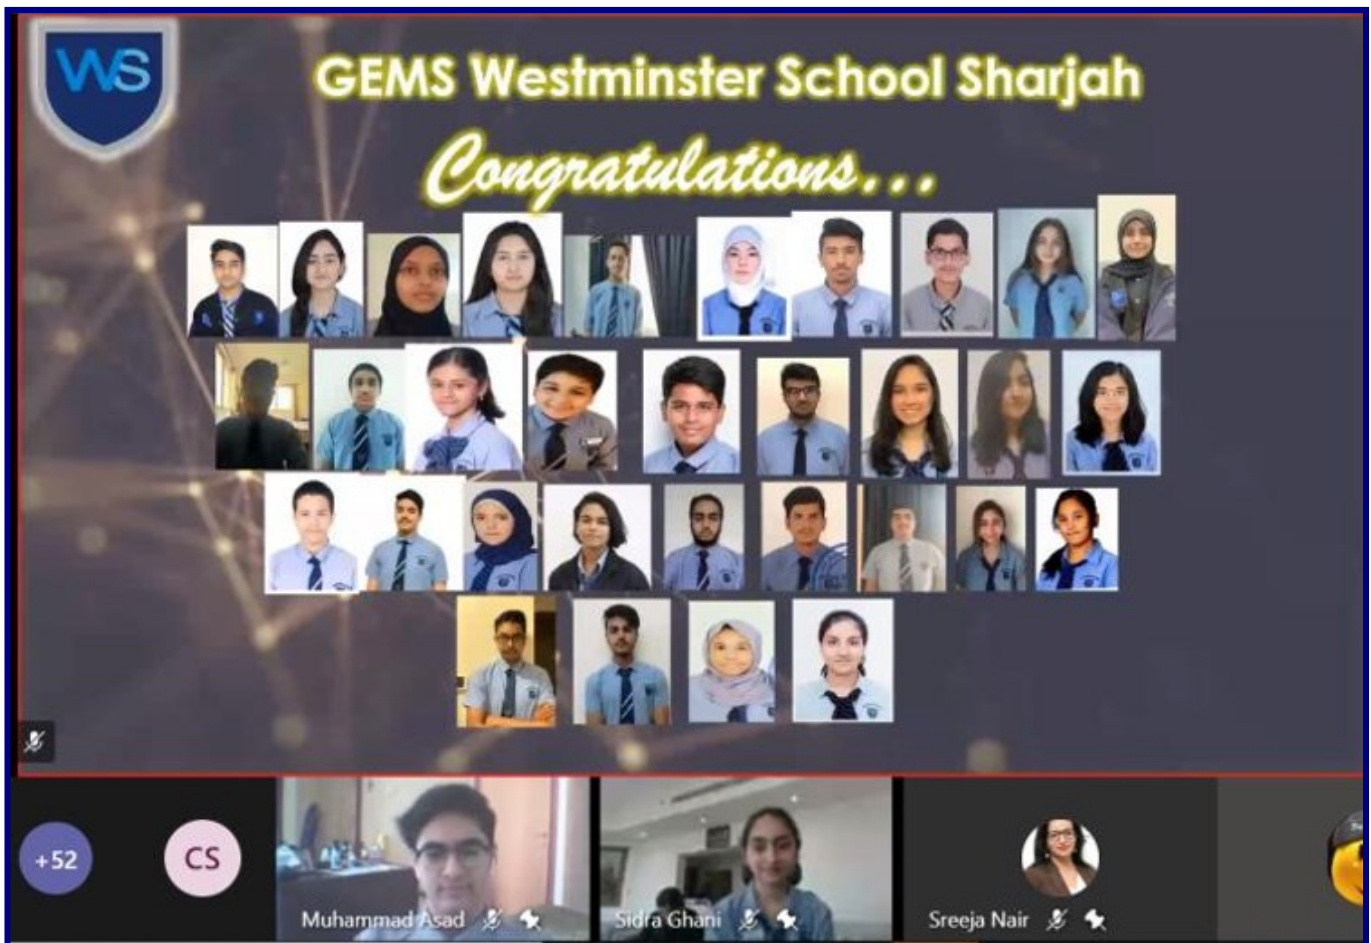 WS
GEMS Westminster School Sharjah
Congratulations...
+52
CS
Muhammad Asad
Sidra Ghani
Sreeja Nair